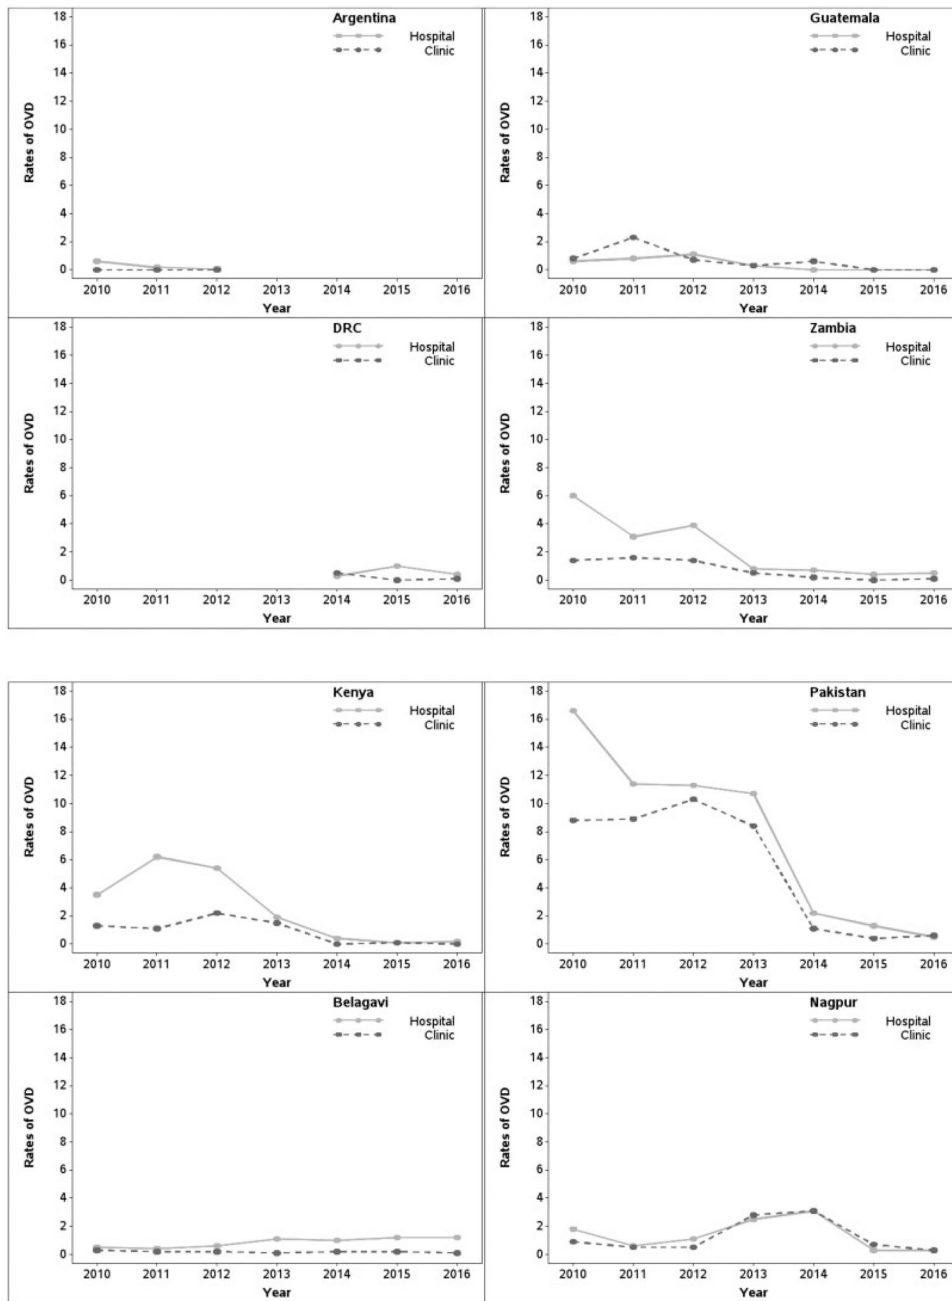 Argentina
Hospital
Clinic
18
16
14
12
10
8
6
4
2
0
Rates of OVD
2010 2011 2012 2013 2014 2015 2016
Year
Guatemala
Hospital
Clinic
18
16
14
12
10
8
6
4
2
0
Rates of OVD
2010 2011 2012 2013 2014 2015 2016
Year
DRC
Hospital
Clinic
18
16
14
12
10
8
6
4
2
0
Rates of OVD
2010 2011 2012 2013 2014 2015 2016
Year
Zambia
Hospital
Clinic
18
16
14
12
10
8
6
4
2
0
Rates of OVD
2010 2011 2012 2013 2014 2015 2016
Year
Kenya
Hospital
Clinic
18
16
14
12
10
8
6
4
2
0
Rates of OVD
2010 2011 2012 2013 2014 2015 2016
Year
Pakistan
Hospital
Clinic
18
16
14
12
10
8
6
4
2
0
Rates of OVD
2010 2011 2012 2013 2014 2015 2016
Year
Belagavi
Hospital
Clinic
18
16
14
12
10
8
6
4
2
0
Rates of OVD
2010 2011 2012 2013 2014 2015 2016
Year
Nagpur
Hospital
Clinic
18
16
14
12
10
8
6
4
2
0
Rates of OVD
2010 2011 2012 2013 2014 2015 2016
Year